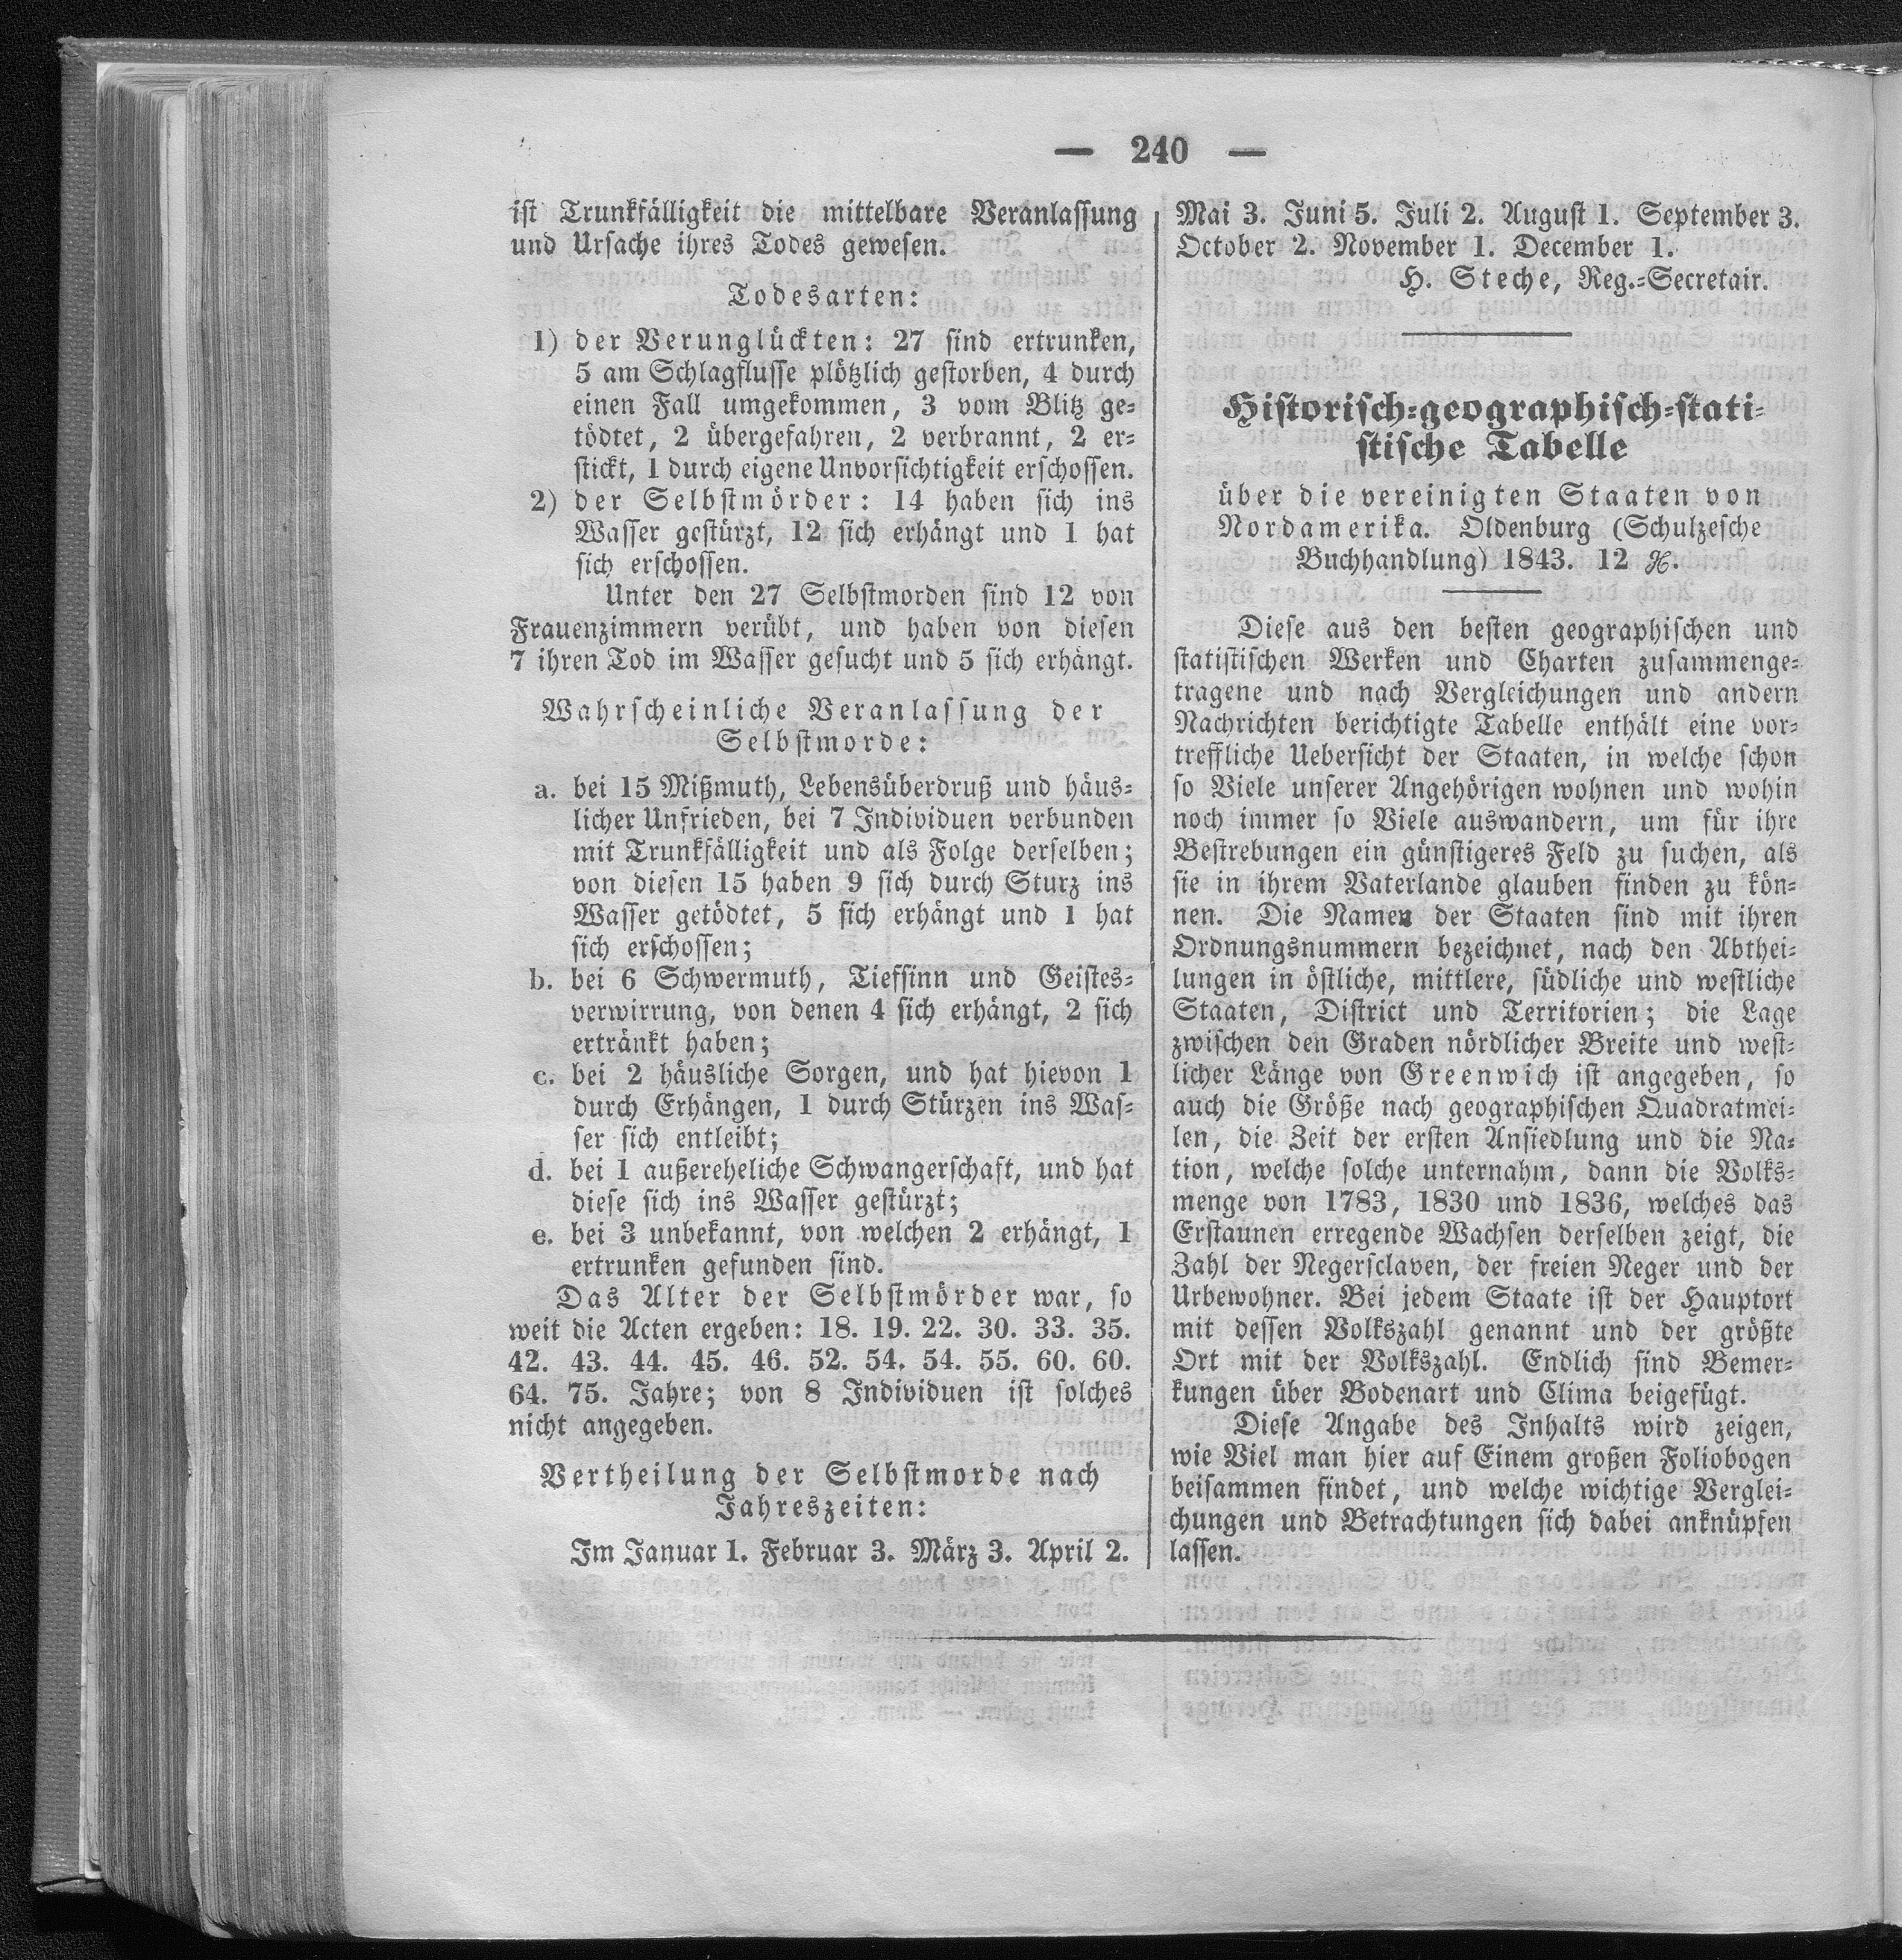 — 240 —
ist Trunkfälligkeit die mittelbare Veranlassung
und Ursache ihres Todes gewesen.
Todesarten:
1) der Verunglückten: 27 sind ertrunken,
5 am Schlagflusse plötzlich gestorben, 4 durch
einen Fall umgekommen, 3 vom Blitz ge-
tödtet, 2 übergefahren, 2 verbrannt, 2 er-
stickt, 1 durch eigene Unvorsichtigkeit erschossen.
2) der Selbstmörder: 14 haben sich ins
Wasser gestürzt, 12 sich erhängt und 1 hat
sich erschossen.
Unter den 27 Selbstmorden sind 12 von
Frauenzimmern verübt, und haben von diesen
7 ihren Tod im Wasser gesucht und 5 sich erhängt.
Wahrscheinliche Veranlassung der
Selbstmorde:
a. bei 15 Mißmuth, Lebensüberdruß und häus-
licher Unfrieden, bei 7 Individuen verbunden
mit Trunkfälligkeit und als Folge derselben;
von diesen 15 haben 9 sich durch Sturz ins
Wasser getödtet, 5 sich erhängt und 1 hat
sich erschossen;
b. bei 6 Schwermuth, Tiefsinn und Geistes-
verwirrung, von denen 4 sich erhängt, 2 sich
ertränkt haben;
c. bei 2 häusliche Sorgen, und hat hievon 1
durch Erhängen, 1 durch Stürzen ins Was-
ser sich entleibt;
d. bei 1 außereheliche Schwangerschaft, und hat
diese sich ins Wasser gestürzt;
e. bei 3 unbekannt, von welchen 2 erhängt, 1
ertrunken gefunden sind.
Das Alter der Selbstmörder war, so
weit die Acten ergeben: 18. 19. 22. 30. 33. 35.
42. 43. 44. 45. 46. 52. 54. 54. 55. 60. 60.
64. 75. Jahre; von 8 Individuen ist solches
nicht angegeben.
Vertheilung der Selbstmorde nach
Jahreszeiten:
Im Januar 1. Februar 3. März 3. April 2.
Mai 3. Juni 5. Juli 2. August 1. September 3.
October 2. November 1. December 1.
H. Steche, Reg.-Secretair.
Historisch-geographisch-stati-
stische Tabelle
über die vereinigten Staaten von
Nordamerika. Oldenburg (Schulzesche
Buchhandlung) 1843. 12
Diese aus den besten geographischen und
statistischen Werken und Charten zusammenge-
tragene und nach Vergleichungen und andern
Nachrichten berichtigte Tabelle enthält eine vor-
treffliche Uebersicht der Staaten, in welche schon
so Viele unserer Angehörigen wohnen und wohin
noch immer so Viele auswandern, um für ihre
Bestrebungen ein günstigeres Feld zu suchen, als
sie in ihrem Vaterlande glauben finden zu kön-
nen. Die Namen der Staaten sind mit ihren
Ordnungsnummern bezeichnet, nach den Abthei-
lungen in östliche, mittlere, südliche und westliche
Staaten, District und Territorien; die Lage
zwischen den Graden nördlicher Breite und west-
licher Länge von Greenwich ist angegeben, so
auch die Größe nach geographischen Quadratmei-
len, die Zeit der ersten Ansiedlung und die Na-
tion, welche solche unternahm, dann die Volks-
menge von 1783, 1830 und 1836, welches das
Erstaunen erregende Wachsen derselben zeigt, die
Zahl der Negersclaven, der freien Neger und der
Urbewohner. Bei jedem Staate ist der Hauptort
mit dessen Volkszahl genannt und der größte
Ort mit der Volkszahl. Endlich sind Bemer-
kungen über Bodenart und Clima beigefügt.
Diese Angabe des Inhalts wird zeigen,
wie Viel man hier auf Einem großen Foliobogen
beisammen findet, und welche wichtige Verglei-
chungen und Betrachtungen sich dabei anknüpfen
lassen.